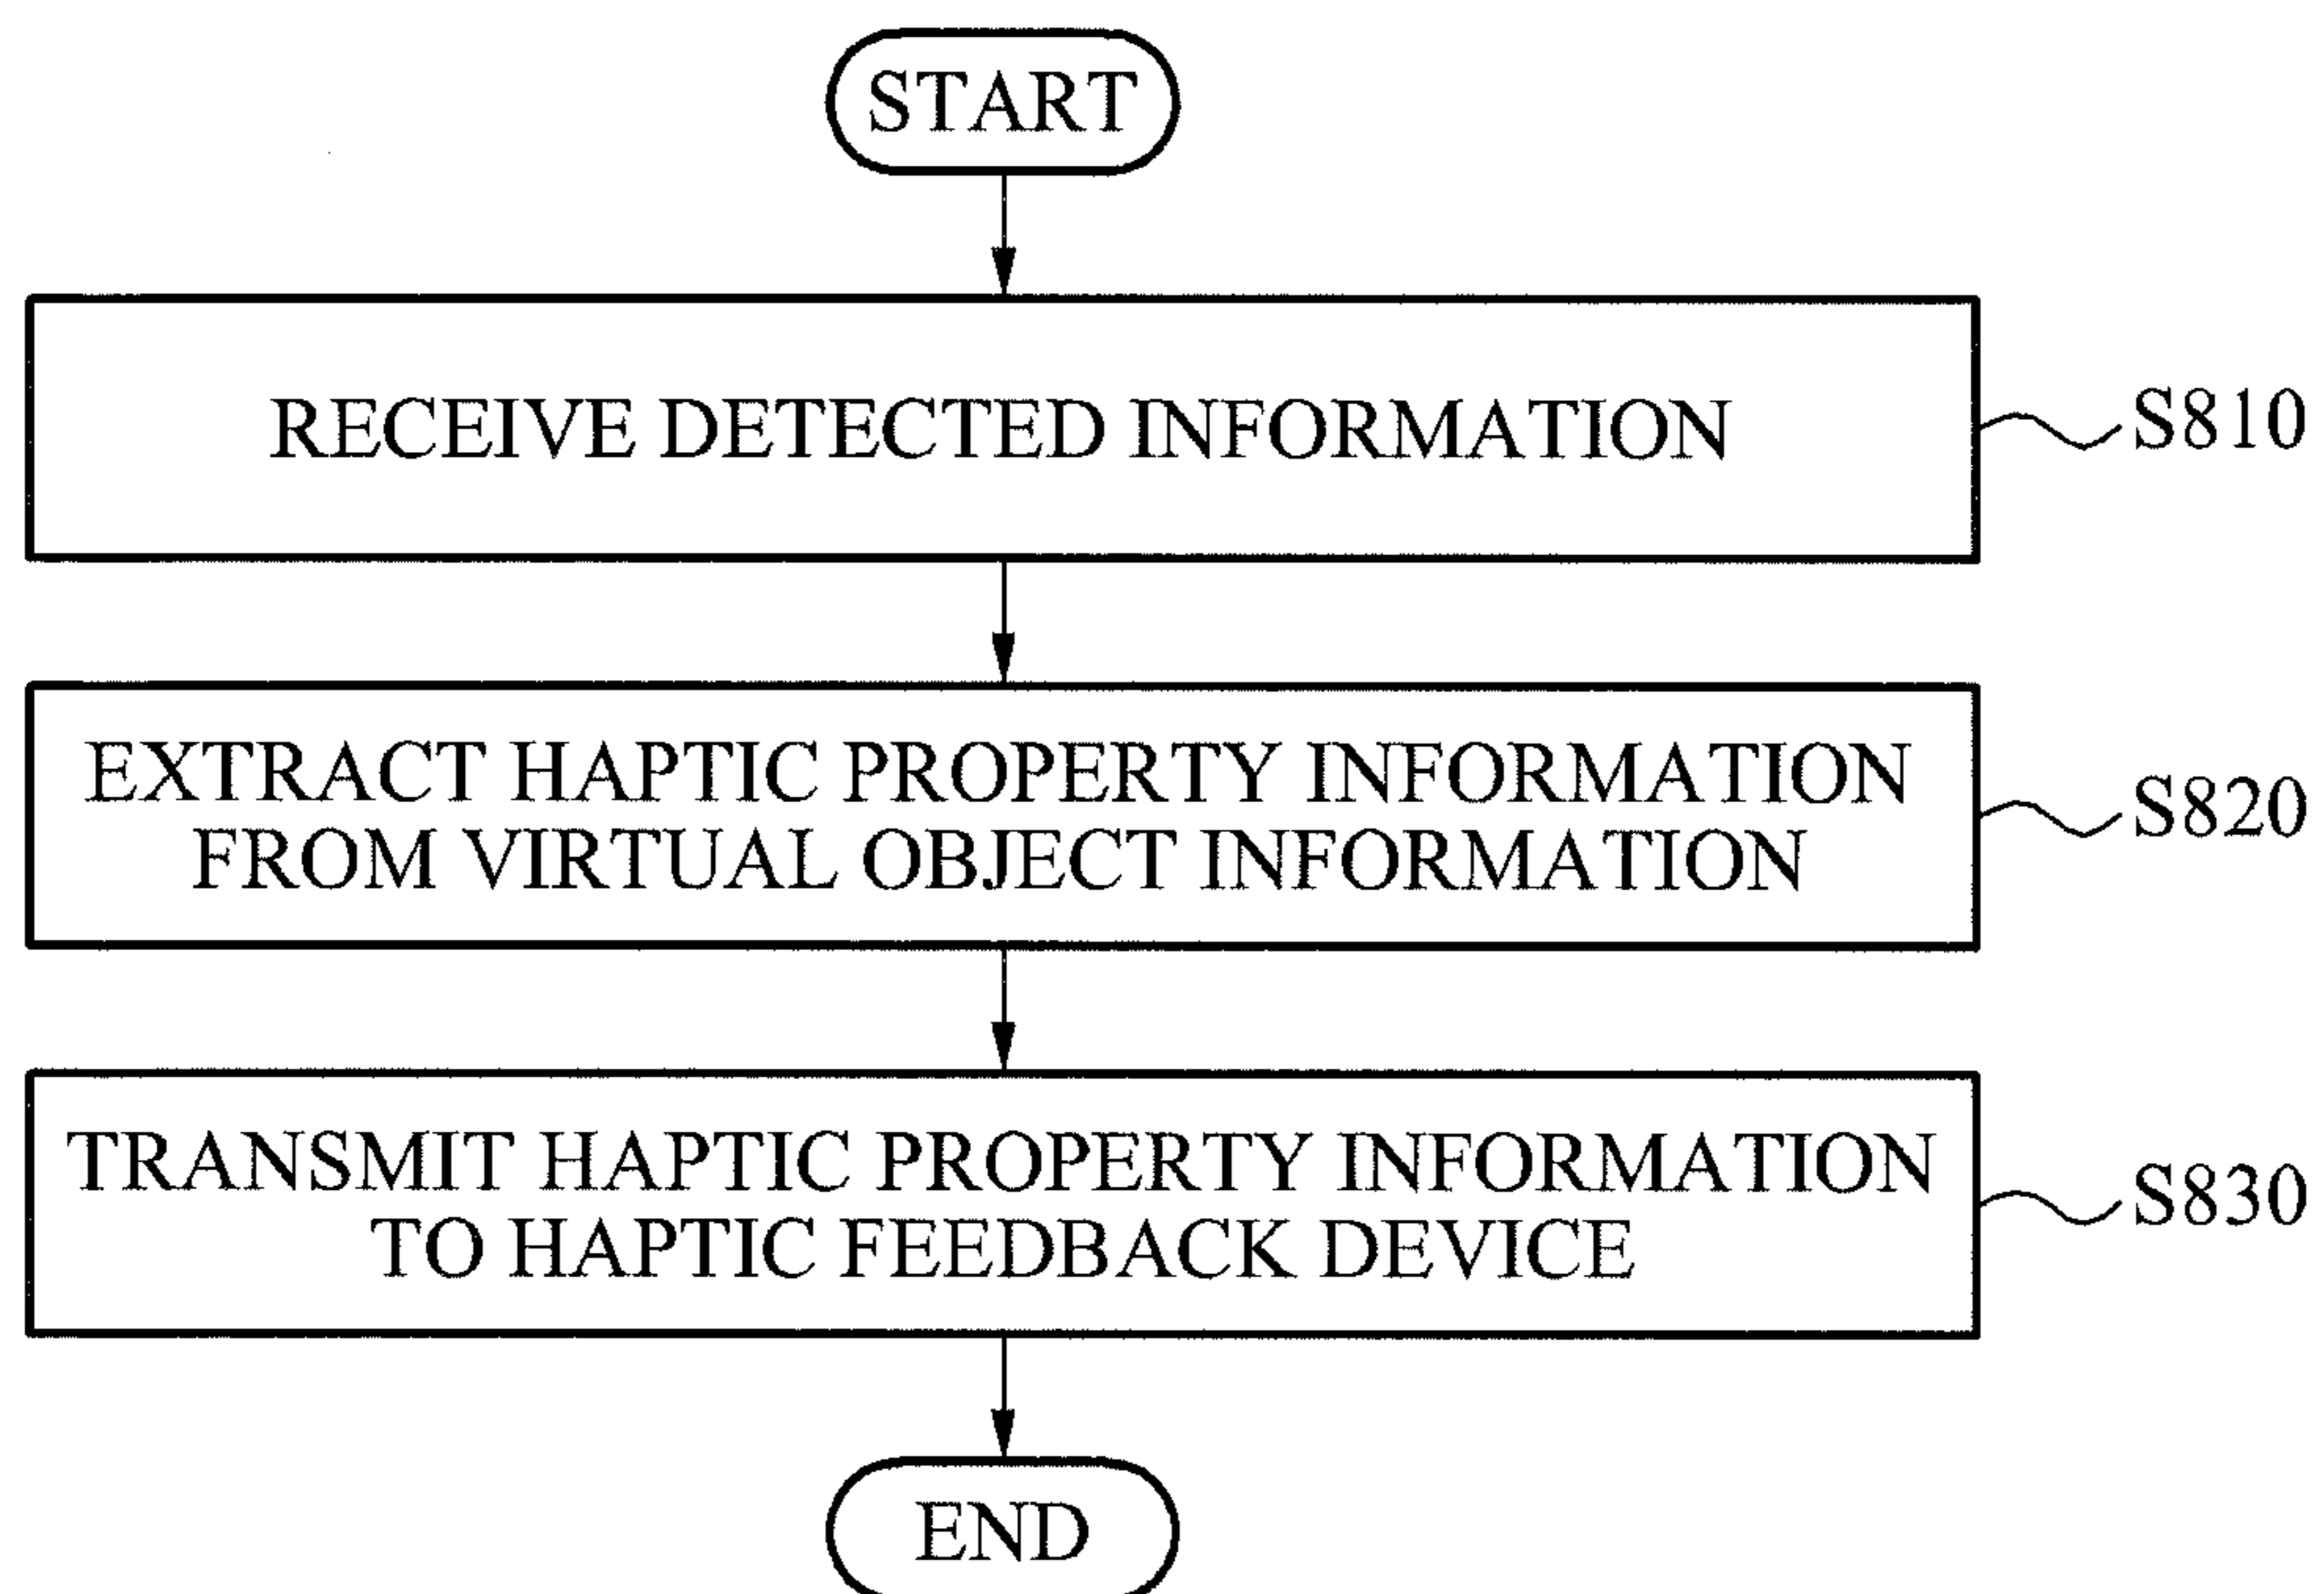 START
RECEIVE DETECTED INFORMATION
S810
EXTRACT HAPTIC PROPERTY INFORMATION
FROM VIRTUAL OBJECT INFORMATION
S820
TRANSMIT HAPTIC PROPERTY INFORMATION
TO HAPTIC FEEDBACK DEVICE
S830
END